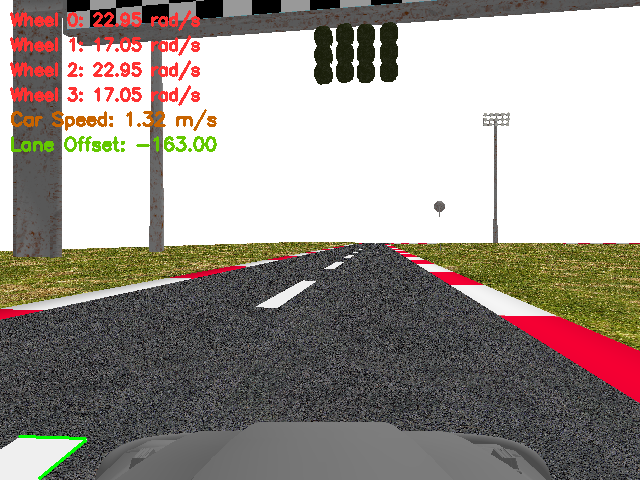 Wheel 0: 22.95 rad/s
Wheel 1: 17.05 rad/s
Wheel 2: 22.95 rad/s
Wheel 3: 17.05 rad/s
Car Speed: 1.32 m/s
Lane Offset: -163.00